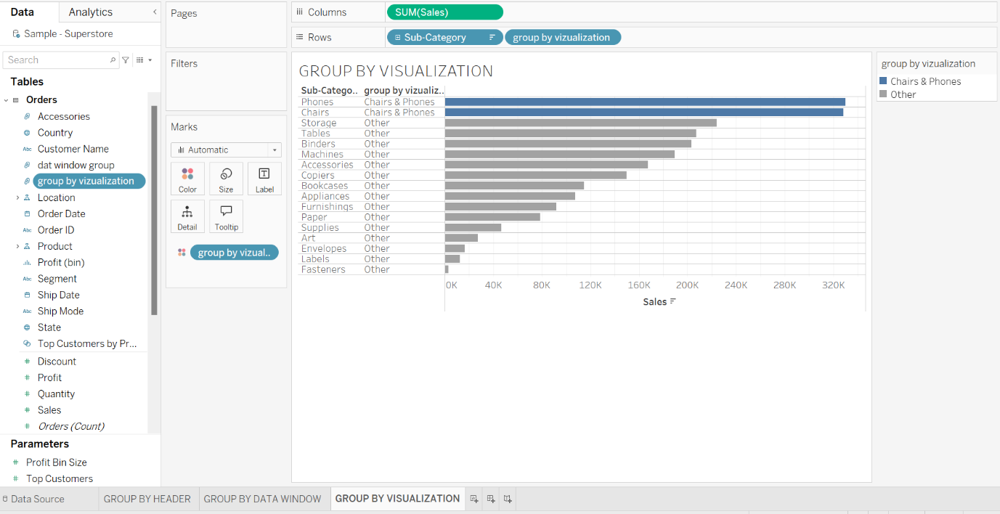 Data
Analytics
Sample - Superstore
Search
Tables
Orders
Accessories
Country
Abc Customer Name
dat window group
group by vizualization
Location
Order Date
Abc Order ID
Product
Profit (bin)
Abc Segment
Ship Date
Abc Ship Mode
State
Top Customers by Pr...
# Discount
# Profit
# Quantity
# Sales
# Orders (Count)
Parameters
# Profit Bin Size
# Top Customers
Pages
Filters
Marks
Automatic
Color Size Label
Detail Tooltip
group by vizual..
Columns SUM(Sales)
Rows Sub-Category group by vizualization
GROUP BY VISUALIZATION
Sub-Catego.. group by vizualiz..
Phones Chairs & Phones
Chairs Chairs & Phones
Storage Other
Tables Other
Binders Other
Machines Other
Accessories Other
Copiers Other
Bookcases Other
Appliances Other
Furnishings Other
Paper Other
Supplies Other
Art Other
Envelopes Other
Labels Other
Fasteners Other
0K 40K 80K 120K 160K 200K 240K 280K 320K
Sales
group by vizualization
Chairs & Phones
Other
Data Source GROUP BY HEADER GROUP BY DATA WINDOW GROUP BY VISUALIZATION